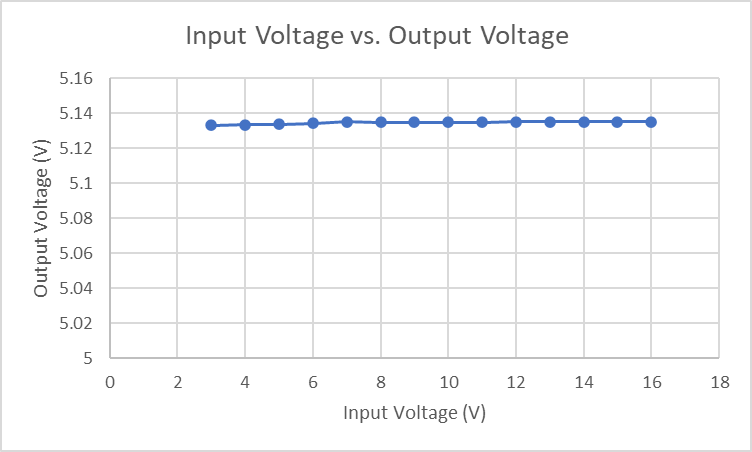 Input Voltage vs. Output Voltage
5.16
5.14
5.12
5.1
5.08
5.06
5.04
5.02
5
Output Voltage (V)
0 2 4 6 8 10 12 14 16 18
Input Voltage (V)